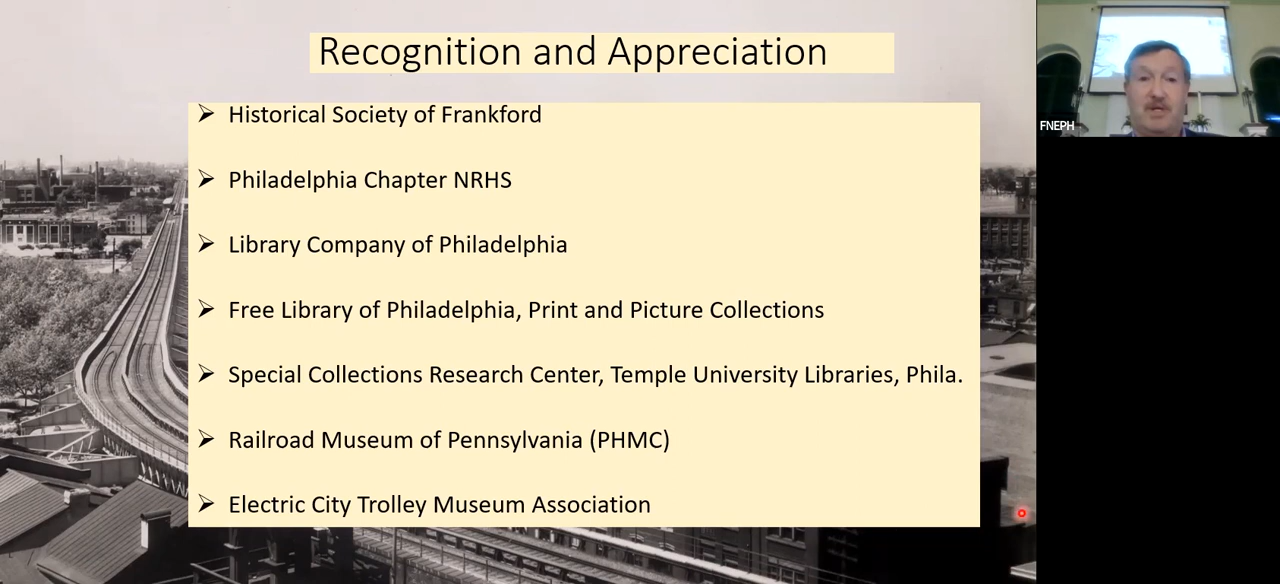 Recognition and Appreciation
FNEPH
➢ Historical Society of Frankford
➢ Philadelphia Chapter NRHS
➢ Library Company of Philadelphia
➢ Free Library of Philadelphia, Print and Picture Collections
➢ Special Collections Research Center, Temple University Libraries, Phila.
➢ Railroad Museum of Pennsylvania (PHMC)
➢ Electric City Trolley Museum Association